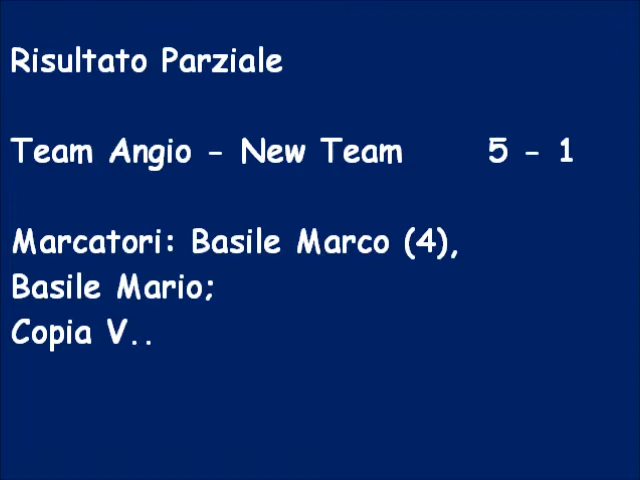 Risultato Parziale
Team Angio - New Team 5 - 1
Marcatori: Basile Marco (4),
Basile Mario;
Copia V..